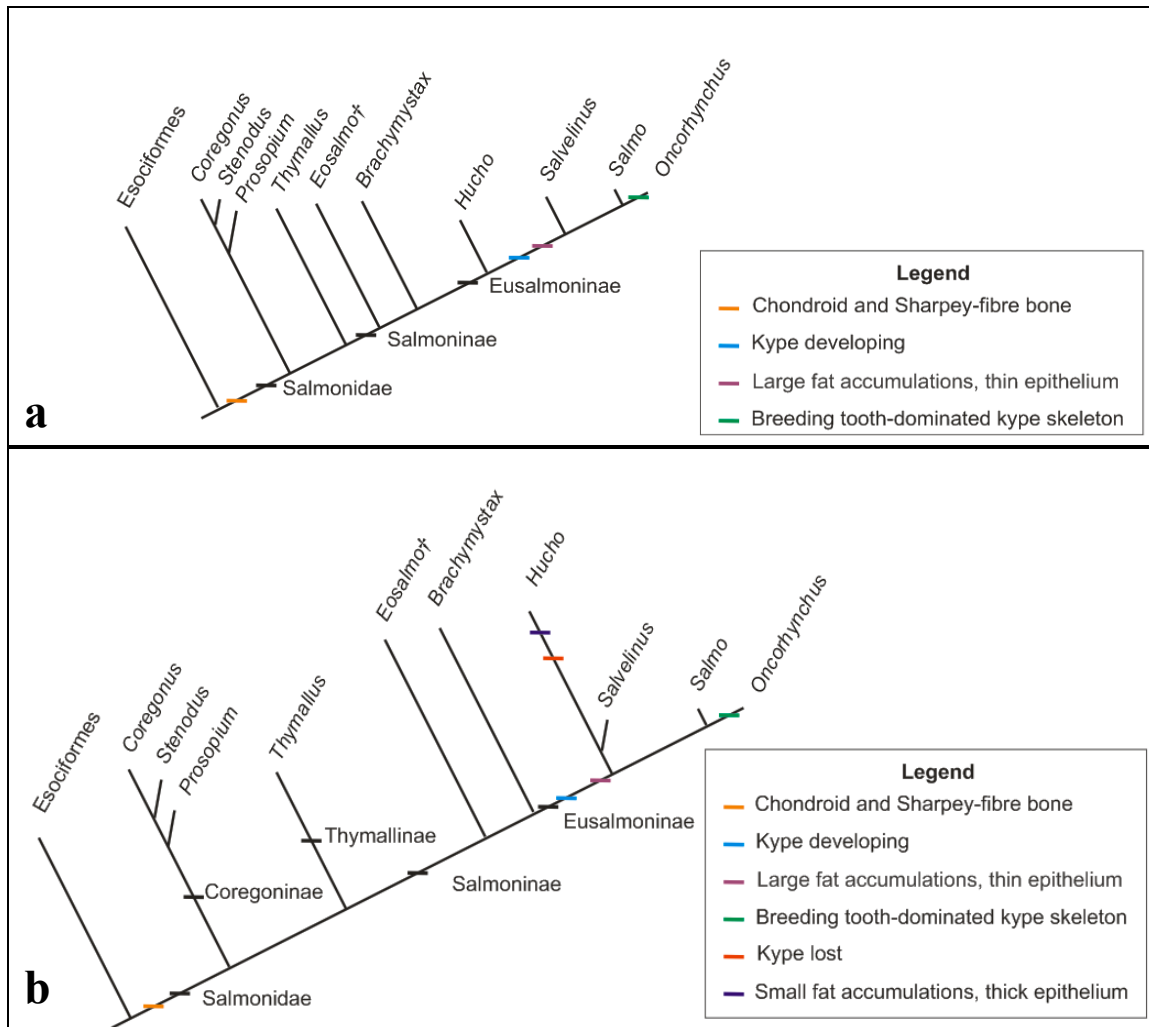 Esociformes
Coregonus
Stenodus
Prosopium
Thymallus
Eosalmo†
Brachymystax
Hucho
Salvelinus
Salmo
Oncorhynchus
Eusalmoninae
Salmoninae
Salmonidae
a
Legend
Chondroid and Sharpey-fibre bone
Kype developing
Large fat accumulations, thin epithelium
Breeding tooth-dominated kype skeleton
Esociformes
Coregonus
Stenodus
Prosopium
Thymallus
Eosalmo†
Brachymystax
Hucho
Salvelinus
Salmo
Oncorhynchus
Eusalmoninae
Thymallinae
Salmoninae
Coregoninae
Salmonidae
b
Legend
Chondroid and Sharpey-fibre bone
Kype developing
Large fat accumulations, thin epithelium
Breeding tooth-dominated kype skeleton
Kype lost
Small fat accumulations, thick epithelium